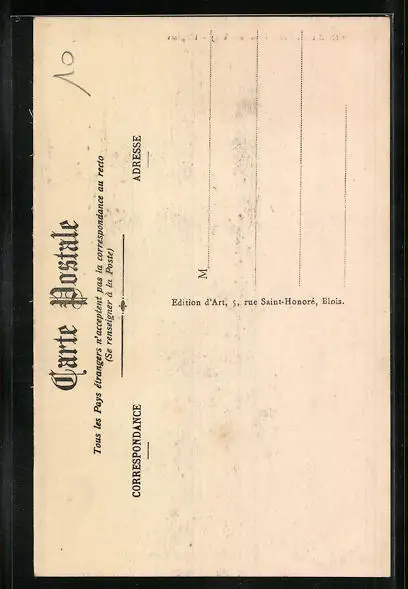 10
Carte Postale
Tous les Pays étrangers n'acceptent pas la correspondance au recto
(Se renseigner à la Poste)
CORRESPONDANCE
ADRESSE
M
Edition d'Art, 5, rue Saint-Honoré, Blois.